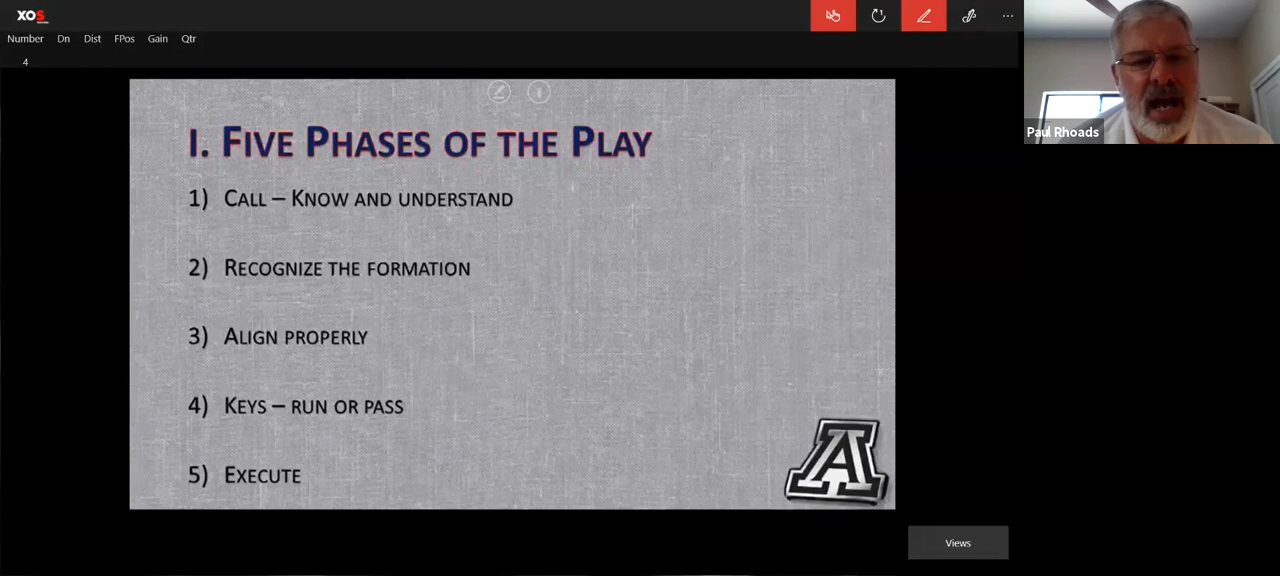 XOS
Number Dn Dist FPos Gain Qtr
4
Paul Rhoads
I. Five Phases of the Play
1) Call – Know and understand
2) Recognize the formation
3) Align properly
4) Keys – run or pass
5) Execute
A
Views